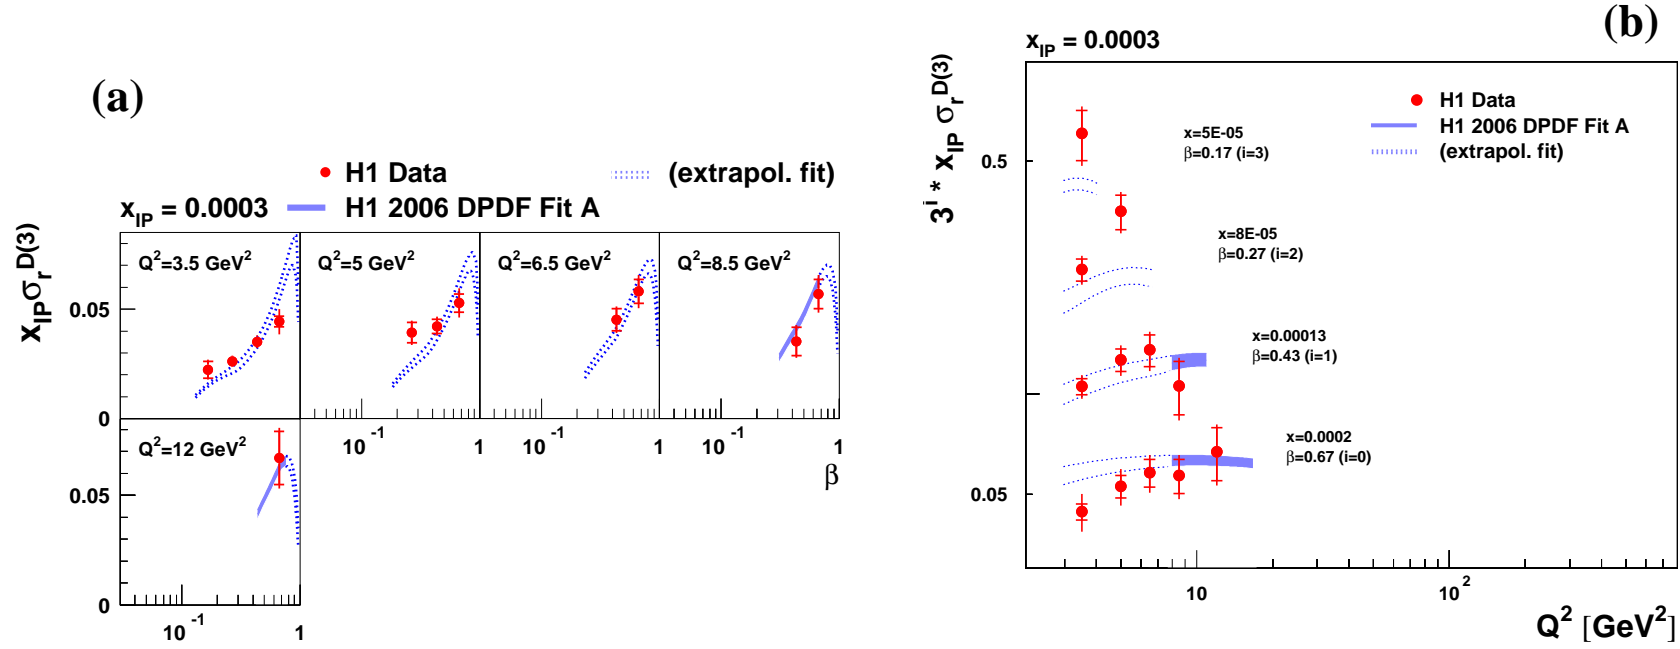 (a)
H1 Data
(extrapol. fit)
x_IP = 0.0003
H1 2006 DPDF Fit A
x_IP σ_r^D(3)
Q²=3.5 GeV²
Q²=5 GeV²
Q²=6.5 GeV²
Q²=8.5 GeV²
0.05
0
10⁻¹
1
10⁻¹
1
10⁻¹
1
β
Q²=12 GeV²
0.05
0
10⁻¹
1
(b)
x_IP = 0.0003
3^i * x_IP σ_r^D(3)
H1 Data
H1 2006 DPDF Fit A
(extrapol. fit)
x=5E-05
β=0.17 (i=3)
0.5
x=8E-05
β=0.27 (i=2)
x=0.00013
β=0.43 (i=1)
x=0.0002
β=0.67 (i=0)
0.05
10
10²
Q² [GeV²]